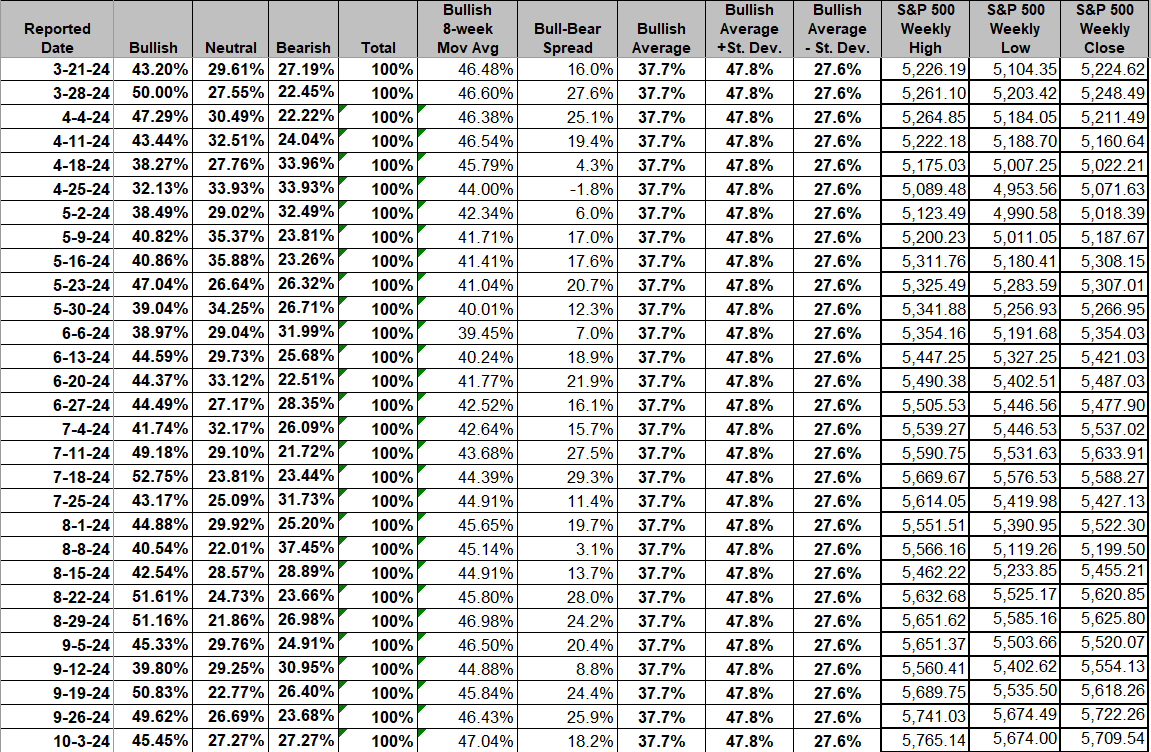 Reported Date Bullish Neutral Bearish Total Bullish 8-week Mov Avg Bull-Bear Spread Bullish Average Bullish Average +St. Dev. Bullish Average - St. Dev. S&P 500 Weekly High S&P 500 Weekly Low S&P 500 Weekly Close
3-21-24 43.20% 29.61% 27.19% 100% 46.48% 16.0% 37.7% 47.8% 27.6% 5,226.19 5,104.35 5,224.62
3-28-24 50.00% 27.55% 22.45% 100% 46.60% 27.6% 37.7% 47.8% 27.6% 5,261.10 5,203.42 5,248.49
4-4-24 47.29% 30.49% 22.22% 100% 46.38% 25.1% 37.7% 47.8% 27.6% 5,264.85 5,184.05 5,211.49
4-11-24 43.44% 32.51% 24.04% 100% 46.54% 19.4% 37.7% 47.8% 27.6% 5,222.18 5,188.70 5,160.64
4-18-24 38.27% 27.76% 33.96% 100% 45.79% 4.3% 37.7% 47.8% 27.6% 5,175.03 5,007.25 5,022.21
4-25-24 32.13% 33.93% 33.93% 100% 44.00% -1.8% 37.7% 47.8% 27.6% 5,089.48 4,953.56 5,071.63
5-2-24 38.49% 29.02% 32.49% 100% 42.34% 6.0% 37.7% 47.8% 27.6% 5,123.49 4,990.58 5,018.39
5-9-24 40.82% 35.37% 23.81% 100% 41.71% 17.0% 37.7% 47.8% 27.6% 5,200.23 5,011.05 5,187.67
5-16-24 40.86% 35.88% 23.26% 100% 41.41% 17.6% 37.7% 47.8% 27.6% 5,311.76 5,180.41 5,308.15
5-23-24 47.04% 26.64% 26.32% 100% 41.04% 20.7% 37.7% 47.8% 27.6% 5,325.49 5,283.59 5,307.01
5-30-24 39.04% 34.25% 26.71% 100% 40.01% 12.3% 37.7% 47.8% 27.6% 5,341.88 5,256.93 5,266.95
6-6-24 38.97% 29.04% 31.99% 100% 39.45% 7.0% 37.7% 47.8% 27.6% 5,354.16 5,191.68 5,354.03
6-13-24 44.59% 29.73% 25.68% 100% 40.24% 18.9% 37.7% 47.8% 27.6% 5,447.25 5,327.25 5,421.03
6-20-24 44.37% 33.12% 22.51% 100% 41.77% 21.9% 37.7% 47.8% 27.6% 5,490.38 5,402.51 5,487.03
6-27-24 44.49% 27.17% 28.35% 100% 42.52% 16.1% 37.7% 47.8% 27.6% 5,505.53 5,446.56 5,477.90
7-4-24 41.74% 32.17% 26.09% 100% 42.64% 15.7% 37.7% 47.8% 27.6% 5,539.27 5,446.53 5,537.02
7-11-24 49.18% 29.10% 21.72% 100% 43.68% 27.5% 37.7% 47.8% 27.6% 5,590.75 5,531.63 5,633.91
7-18-24 52.75% 23.81% 23.44% 100% 44.39% 29.3% 37.7% 47.8% 27.6% 5,669.67 5,576.53 5,588.27
7-25-24 43.17% 25.09% 31.73% 100% 44.91% 11.4% 37.7% 47.8% 27.6% 5,614.05 5,419.98 5,427.13
8-1-24 44.88% 29.92% 25.20% 100% 45.65% 19.7% 37.7% 47.8% 27.6% 5,551.51 5,390.95 5,522.30
8-8-24 40.54% 22.01% 37.45% 100% 45.14% 3.1% 37.7% 47.8% 27.6% 5,566.16 5,119.26 5,199.50
8-15-24 42.54% 28.57% 28.89% 100% 44.91% 13.7% 37.7% 47.8% 27.6% 5,462.22 5,233.85 5,455.21
8-22-24 51.61% 24.73% 23.66% 100% 45.80% 28.0% 37.7% 47.8% 27.6% 5,632.68 5,525.17 5,620.85
8-29-24 51.16% 21.86% 26.98% 100% 46.98% 24.2% 37.7% 47.8% 27.6% 5,651.62 5,585.16 5,625.80
9-5-24 45.33% 29.76% 24.91% 100% 46.50% 20.4% 37.7% 47.8% 27.6% 5,651.37 5,503.66 5,520.07
9-12-24 39.80% 29.25% 30.95% 100% 44.88% 8.8% 37.7% 47.8% 27.6% 5,560.41 5,402.62 5,554.13
9-19-24 50.83% 22.77% 26.40% 100% 45.84% 24.4% 37.7% 47.8% 27.6% 5,689.75 5,535.50 5,618.26
9-26-24 49.62% 26.69% 23.68% 100% 46.43% 25.9% 37.7% 47.8% 27.6% 5,741.03 5,674.49 5,722.26
10-3-24 45.45% 27.27% 27.27% 100% 47.04% 18.2% 37.7% 47.8% 27.6% 5,765.14 5,674.00 5,709.54